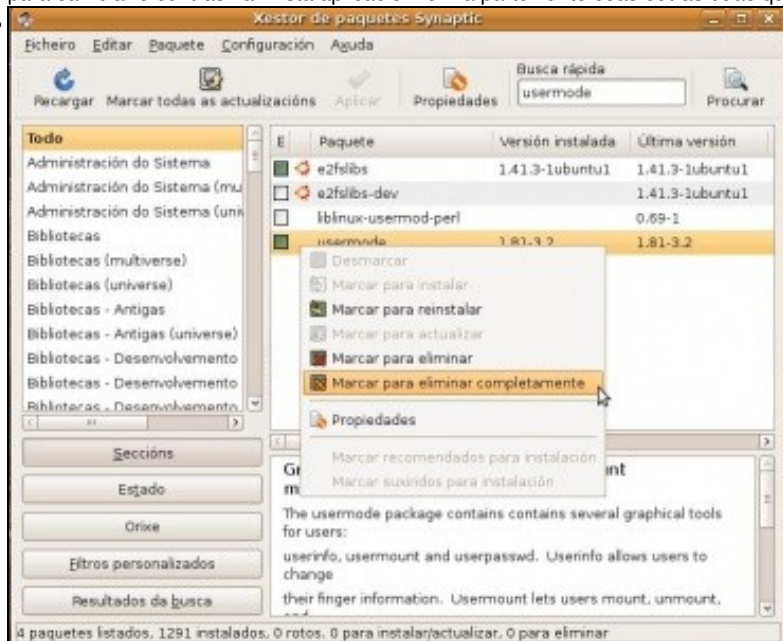 Xestor de paquetes Synaptic
Ficheiro Editar Paquete Configuración Axuda
Busca rápida
usermode
Recargar Marcar todas as actualizacións Aplicar Propiedades Procurar
Todo
Administración do Sistema
Administración do Sistema (mu
Administración do Sistema (univ
Bibliotecas
Bibliotecas (multiverse)
Bibliotecas (universe)
Bibliotecas - Antigas
Bibliotecas - Antigas (universe)
Bibliotecas - Desenvolvemento
Bibliotecas - Desenvolvemento
Bibliotecas - Desenvolvemento
Seccións
Estado
Orixe
Filtros personalizados
Resultados da busca
E Paquete Versión instalada Última versión
e2fslibs 1.41.3-1ubuntu1 1.41.3-1ubuntu1
e2fslibs-dev 1.41.3-1ubuntu1
liblinux-usermod-perl 0.69-1
usermode 1.81-3.2 1.81-3.2
Desmarcar
Marcar para instalar
Marcar para reinstalar
Marcar para actualizar
Marcar para eliminar
Marcar para eliminar completamente
Propiedades
Marcar recomendados para instalación
Marcar suxiridos para instalación
The usermode package contains contains several graphical tools
for users:
userinfo, usermount and userpasswd. Userinfo allows users to
change
their finger information. Usermount lets users mount, unmount,
4 paquetes listados, 1291 instalados, 0 rotos. 0 para instalar/actualizar, 0 para eliminar